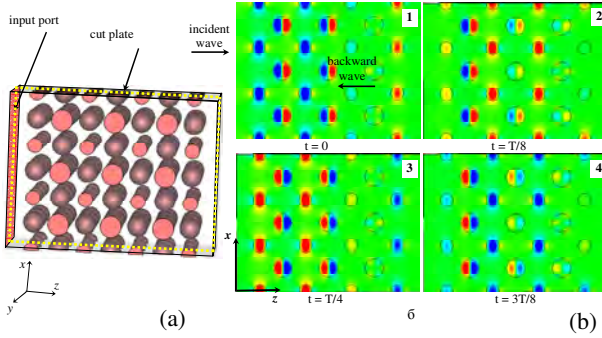 input port
cut plate
incident
wave
x
y
z
(a)
1
backward
wave
t = 0
2
t = T/8
3
x
z
t = T/4
б
4
t = 3T/8
(b)